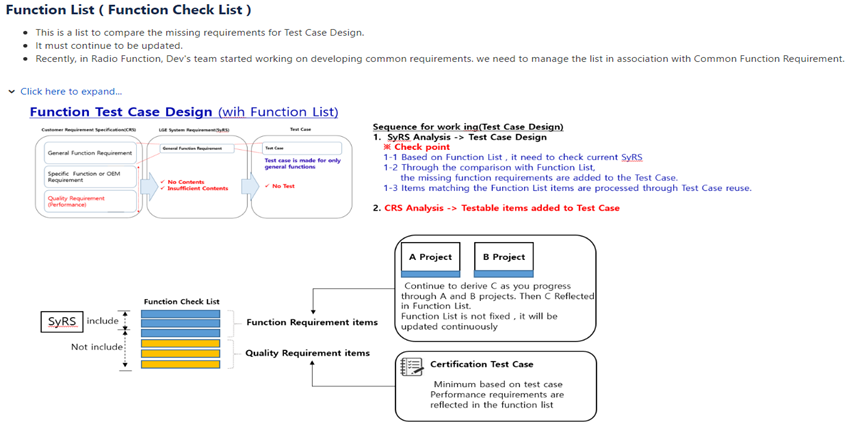 Function List ( Function Check List )
This is a list to compare the missing requirements for Test Case Design.
It must continue to be updated.
Recently, in Radio Function, Dev's team started working on developing common requirements. we need to manage the list in association with Common Function Requirement.
Click here to expand...
Function Test Case Design (wih Function List)
Customer Requirement Specification(CRS)
LGE System Requirement(SyRS)
Test Case
General Function Requirement
Specific Function or OEM
Requirement
Quality Requirement
(Performance)
General Function Requirement
✓ No Contents
✓ Insufficient Contents
Test Case
Test case is made for only
general functions
✓ No Test
Sequence for work ing(Test Case Design)
1. SyRS Analysis -> Test Case Design
※ Check point
1-1 Based on Function List , it need to check current SyRS
1-2 Through the comparison with Function List,
the missing function requirements are added to the Test Case.
1-3 Items matching the Function List items are processed through Test Case reuse.
2. CRS Analysis -> Testable items added to Test Case
A Project
B Project
Continue to derive C as you progress
through A and B projects. Then C Reflected
in Function List.
Function List is not fixed , it will be
updated continuously
Function Check List
SyRS
include
Not include
Function Requirement items
Quality Requirement items
Certification Test Case
Minimum based on test case
Performance requirements are
reflected in the function list